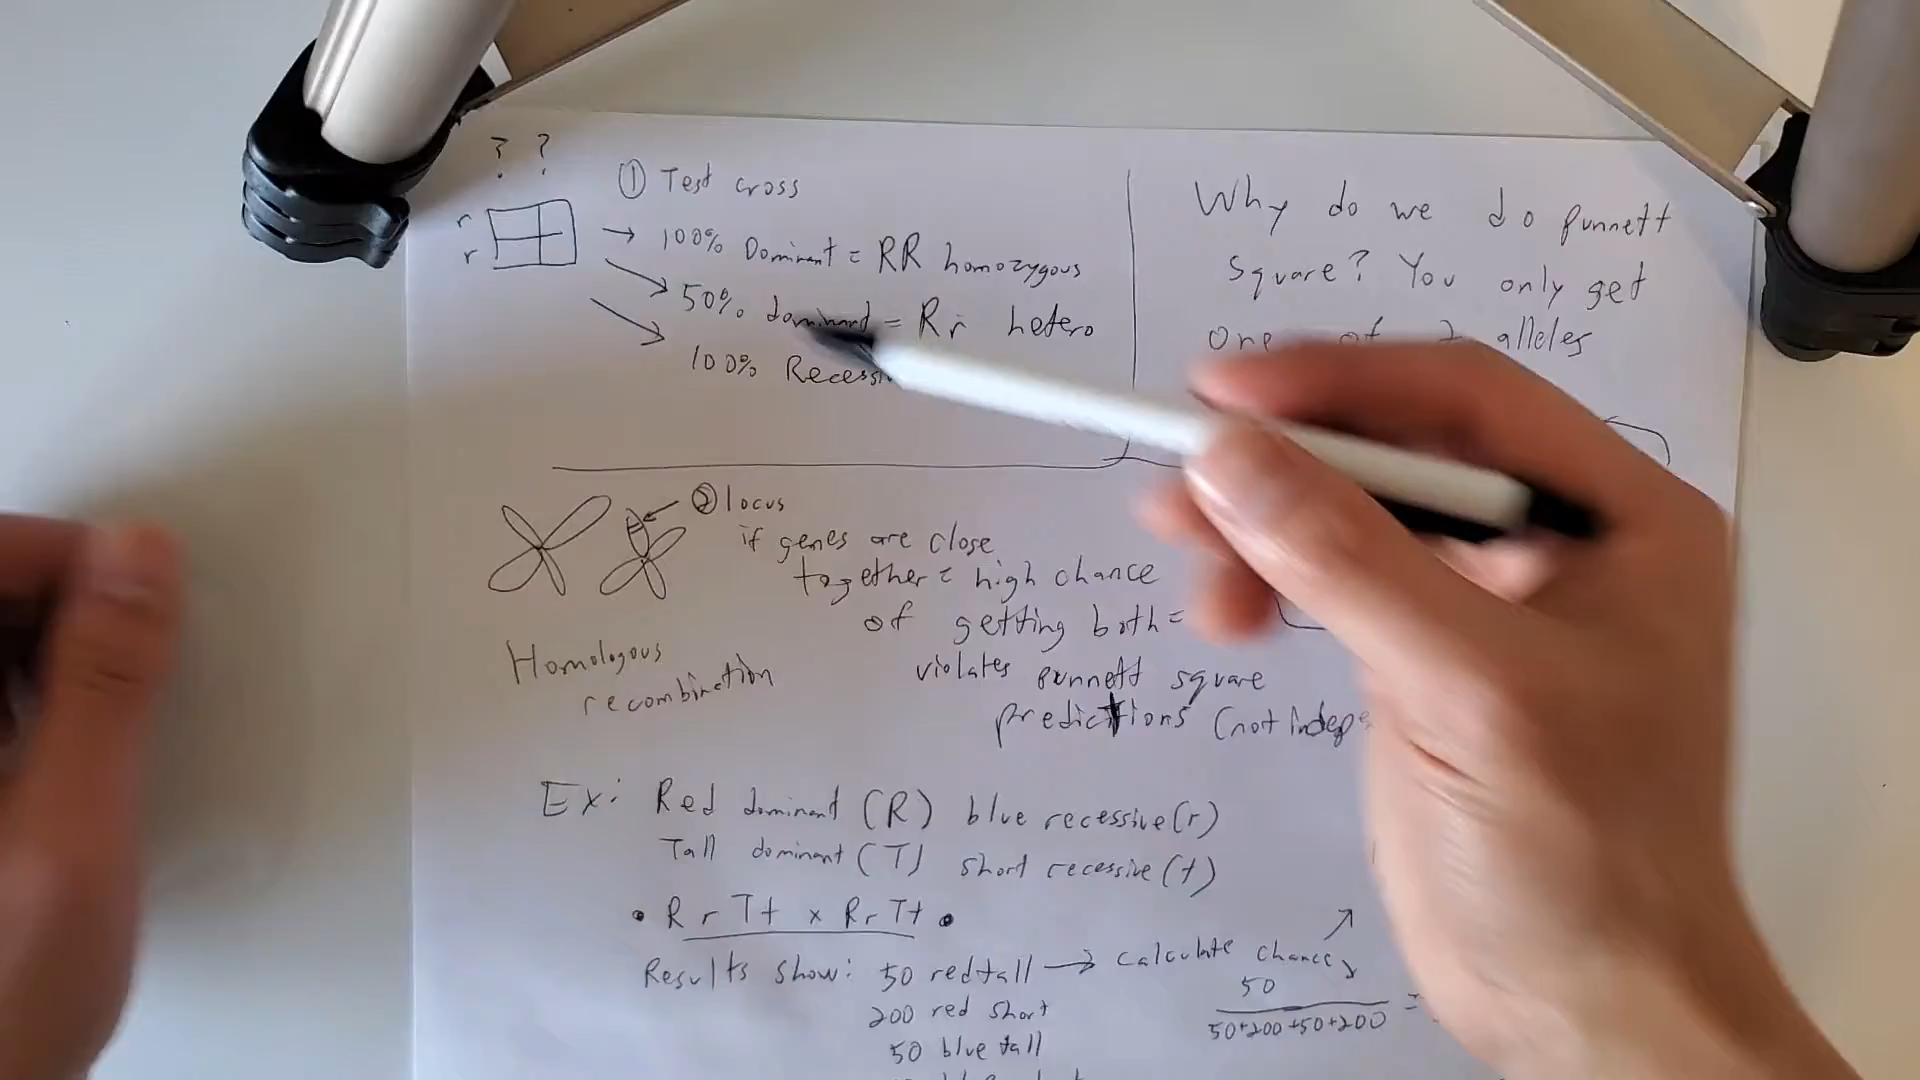 ? ?
① Test cross
r
r
→ 100% Dominant = RR homozygous
50% dominant = Rr hetero
100%
Why do we do punnett
square? You only get
one of alleles
② locus
if genes are close
together = high chance
of getting both =
violates punnett square
predictions (not indepe
Homologous
recombination
Ex: Red dominant (R) blue recessive (r)
Tall dominant (T) short recessive (t)
• RrTt x RrTt •
Results show: 50 red tall → calculate chance
200 red short
50 blue tall
50
50+200+50+200 =